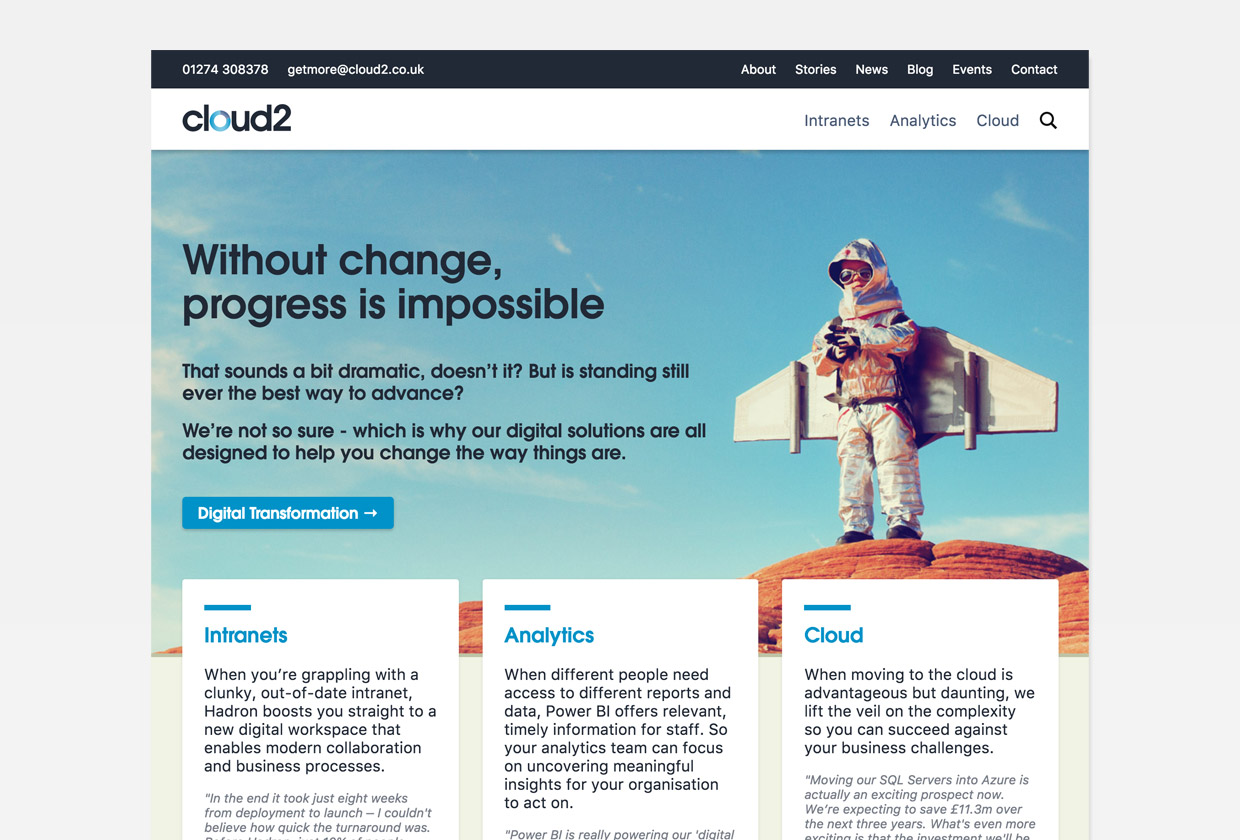 01274 308378 getmore@cloud2.co.uk About Stories News Blog Events Contact
cloud2 Intranets Analytics Cloud
Without change,
progress is impossible
That sounds a bit dramatic, doesn’t it? But is standing still
ever the best way to advance?
We’re not so sure - which is why our digital solutions are all
designed to help you change the way things are.
Digital Transformation →
Intranets
When you’re grappling with a
clunky, out-of-date intranet,
Hadron boosts you straight to a
new digital workspace that
enables modern collaboration
and business processes.
"In the end it took just eight weeks
from deployment to launch – I couldn't
believe how quick the turnaround was.
Analytics
When different people need
access to different reports and
data, Power BI offers relevant,
timely information for staff. So
your analytics team can focus
on uncovering meaningful
insights for your organisation
to act on.
"Power BI is really powering our 'digital
Cloud
When moving to the cloud is
advantageous but daunting, we
lift the veil on the complexity
so you can succeed against
your business challenges.
"Moving our SQL Servers into Azure is
actually an exciting prospect now.
We’re expecting to save £11.3m over
the next three years. What's even more
exciting is that the investment we'll be